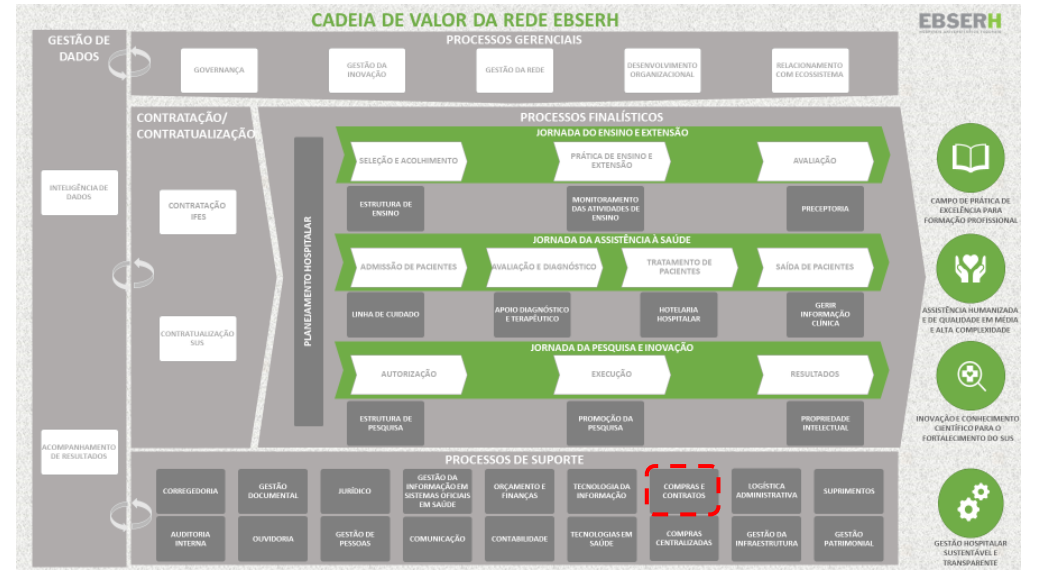 CADEIA DE VALOR DA REDE EBSERH
EBSERH
GESTÃO DE
DADOS
PROCESSOS GERENCIAIS
GOVERNANÇA
GESTÃO DA
INOVAÇÃO
GESTÃO DA REDE
DESENVOLVIMENTO
ORGANIZACIONAL
RELACIONAMENTO
COM ECOSSISTEMA
INTELIGÊNCIA DE
DADOS
ACOMPANHAMENTO
DE RESULTADOS
CONTRATAÇÃO/
CONTRATUALIZAÇÃO
CONTRATAÇÃO
IFES
CONTRATUALIZAÇÃO
SUS
PROCESSOS FINALÍSTICOS
PLANEJAMENTO HOSPITALAR
JORNADA DO ENSINO E EXTENSÃO
SELEÇÃO E ACOLHIMENTO
PRÁTICA DE ENSINO E
EXTENSÃO
AVALIAÇÃO
ESTRUTURA DE
ENSINO
MONITORAMENTO
DAS ATIVIDADES DE
ENSINO
PRECEPTORIA
JORNADA DA ASSISTÊNCIA À SAÚDE
ADMISSÃO DE PACIENTES
AVALIAÇÃO E DIAGNÓSTICO
TRATAMENTO DE
PACIENTES
SAÍDA DE PACIENTES
LINHA DE CUIDADO
APOIO DIAGNÓSTICO
E TERAPÊUTICO
HOTELARIA
HOSPITALAR
GERIR
INFORMAÇÃO
CLÍNICA
JORNADA DA PESQUISA E INOVAÇÃO
AUTORIZAÇÃO
EXECUÇÃO
RESULTADOS
ESTRUTURA DE
PESQUISA
PROMOÇÃO DA
PESQUISA
PROPRIEDADE
INTELECTUAL
CAMPO DE PRÁTICA DE
EXCELÊNCIA PARA
FORMAÇÃO PROFISSIONAL
ASSISTÊNCIA HUMANIZADA
E DE QUALIDADE EM MÉDIA
E ALTA COMPLEXIDADE
INOVAÇÃO E CONHECIMENTO
CIENTÍFICO PARA O
FORTALECIMENTO DO SUS
GESTÃO HOSPITALAR
SUSTENTÁVEL E
TRANSPARENTE
PROCESSOS DE SUPORTE
CORREGEDORIA
GESTÃO
DOCUMENTAL
JURÍDICO
GESTÃO DA
INFORMAÇÃO EM
SISTEMAS OFICIAIS
EM SAÚDE
ORÇAMENTO E
FINANÇAS
TECNOLOGIA DA
INFORMAÇÃO
COMPRAS E
CONTRATOS
LOGÍSTICA
ADMINISTRATIVA
SUPRIMENTOS
AUDITORIA
INTERNA
OUVIDORIA
GESTÃO DE
PESSOAS
COMUNICAÇÃO
CONTABILIDADE
TECNOLOGIAS EM
SAÚDE
COMPRAS
CENTRALIZADAS
GESTÃO DA
INFRAESTRUTURA
GESTÃO
PATRIMONIAL